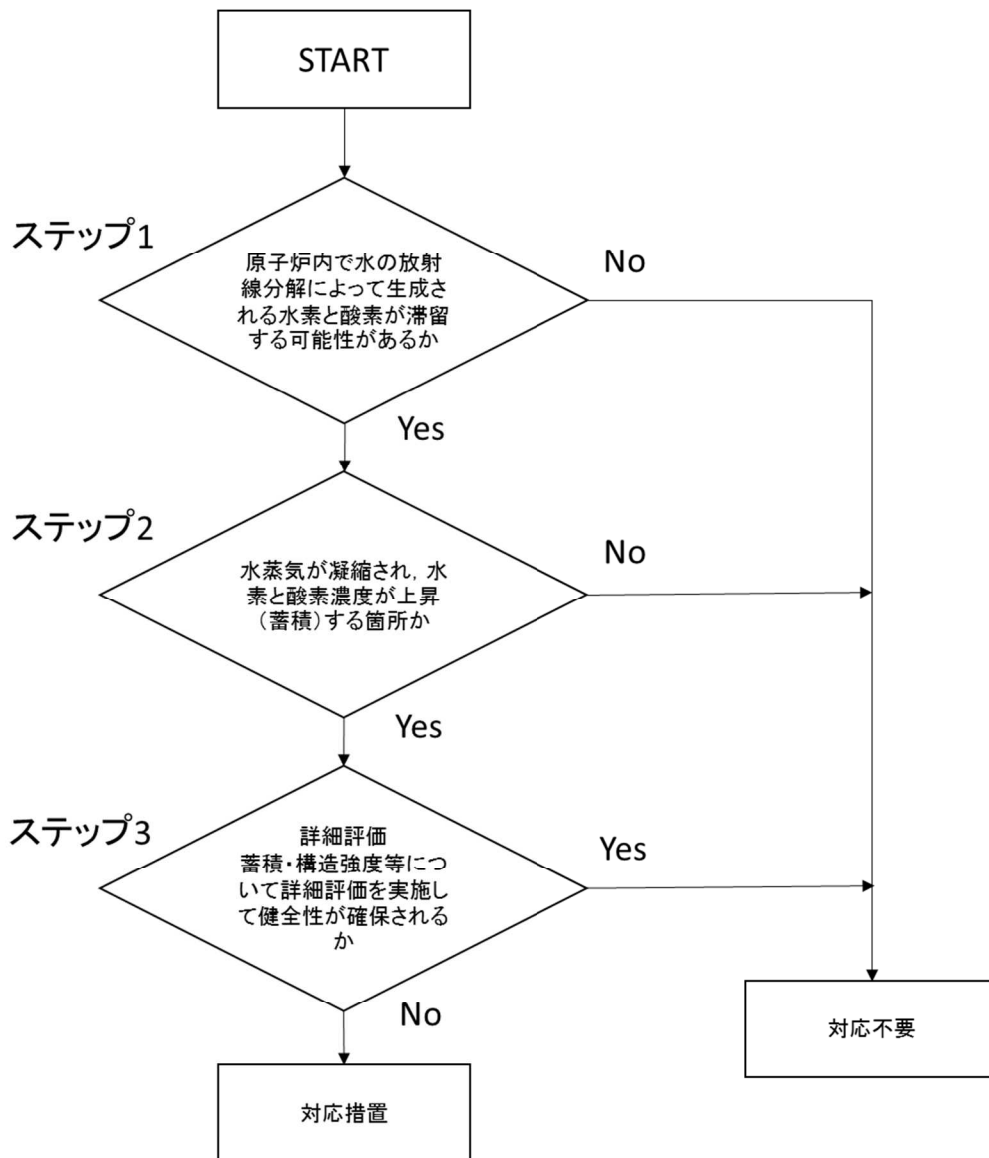 START
ステップ1
原子炉内で水の放射
線分解によって生成さ
れる水素と酸素が滞留
する可能性があるか
No
Yes
ステップ2
水蒸気が凝縮され，水
素と酸素濃度が上昇
（蓄積）する箇所か
No
Yes
ステップ3
詳細評価
蓄積・構造強度等につ
いて詳細評価を実施し
て健全性が確保される
か
Yes
No
対応不要
対応措置